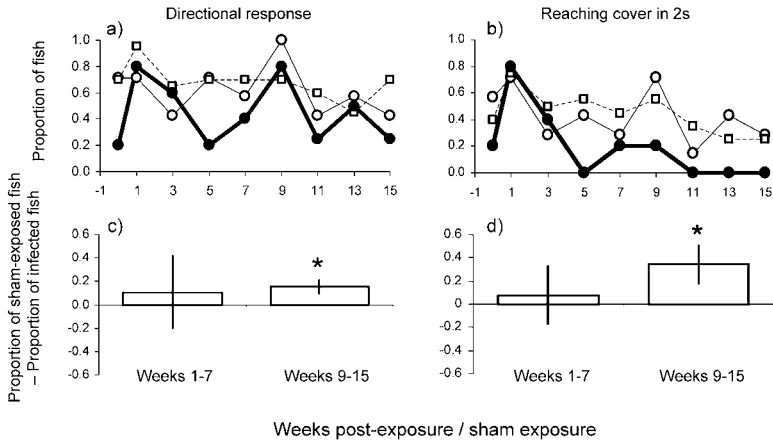 Directional response
Reaching cover in 2s
a)
b)
Proportion of fish
1.0
0.8
0.6
0.4
0.2
0.0
-1 1 3 5 7 9 11 13 15
1.0
0.8
0.6
0.4
0.2
0.0
-1 1 3 5 7 9 11 13 15
c)
d)
Proportion of sham-exposed fish
– Proportion of infected fish
0.6
0.4
0.2
0.0
-0.2
-0.4
-0.6
*
Weeks 1-7 Weeks 9-15
0.6
0.4
0.2
0
-0.2
-0.4
-0.6
*
Weeks 1-7 Weeks 9-15
Weeks post-exposure / sham exposure